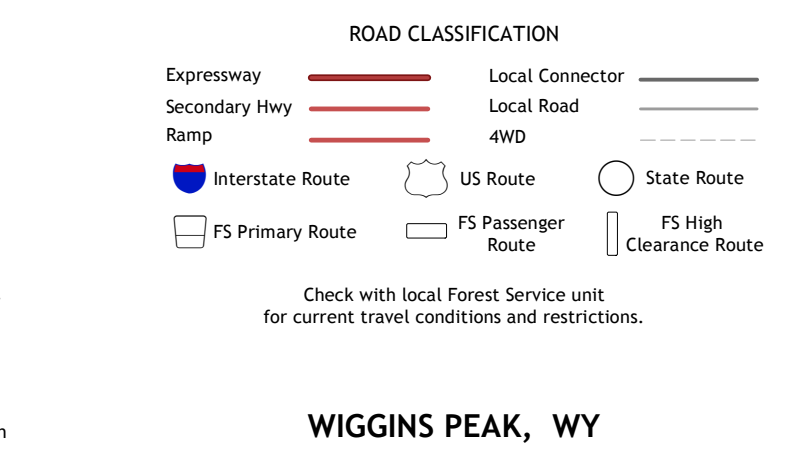 ROAD CLASSIFICATION
Expressway
Local Connector
Secondary Hwy
Local Road
Ramp
4WD
Interstate Route
US Route
State Route
FS Primary Route
FS Passenger
Route
FS High
Clearance Route
Check with local Forest Service unit
for current travel conditions and restrictions.
WIGGINS PEAK, WY